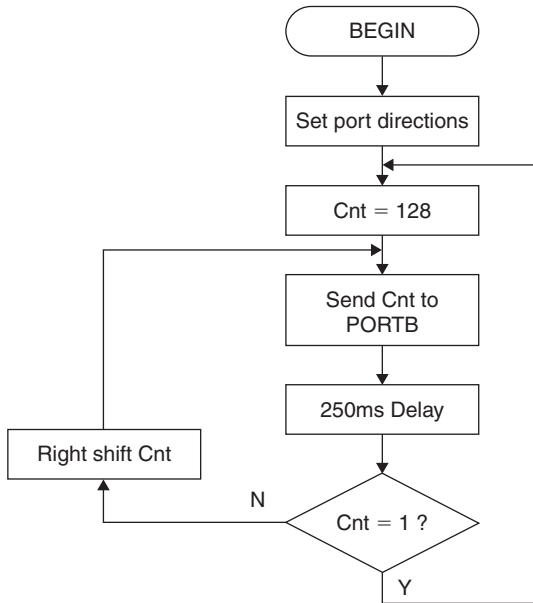 BEGIN
Set port directions
Cnt = 128
Send Cnt to
PORTB
250ms Delay
Right shift Cnt
N
Cnt = 1 ?
Y